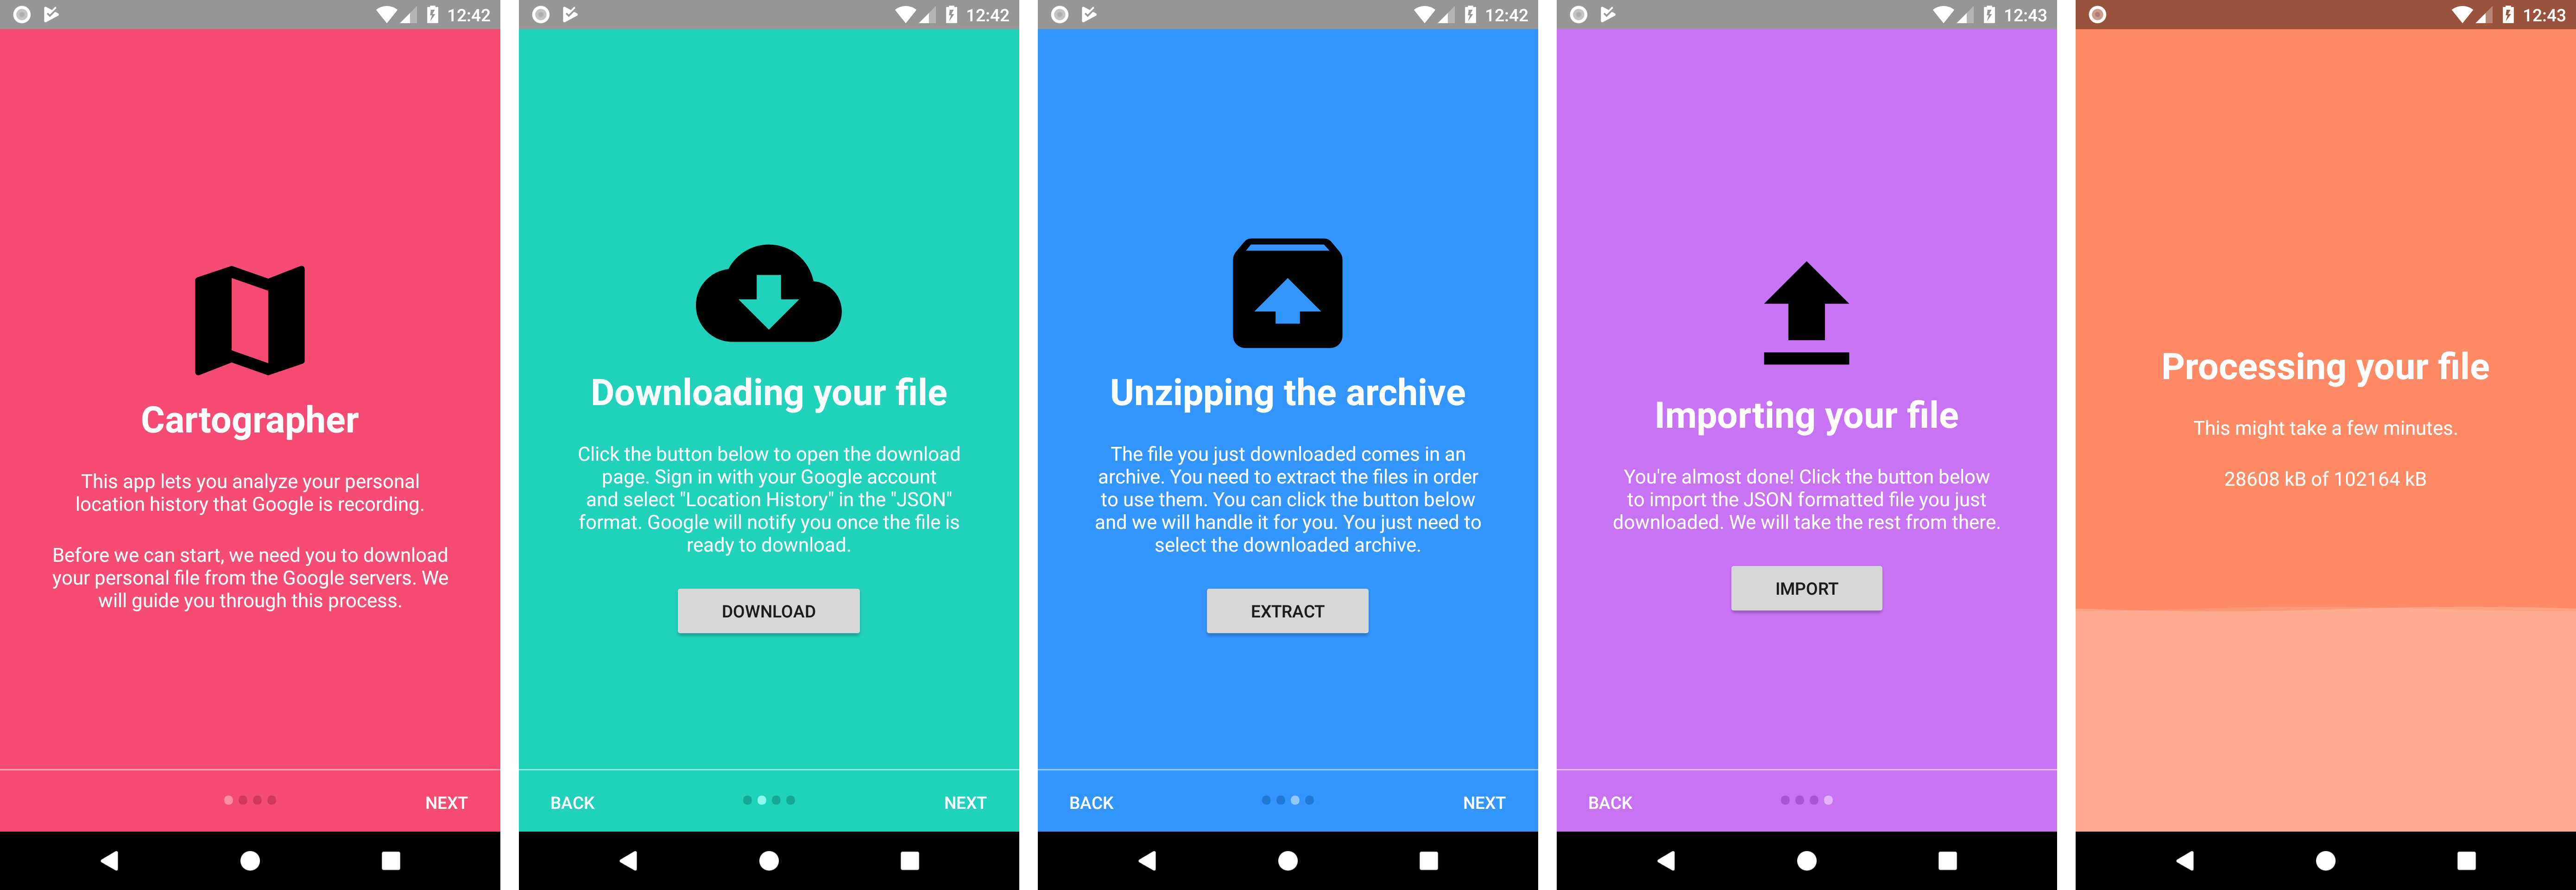 12:42
Cartographer
This app lets you analyze your personal
location history that Google is recording.
Before we can start, we need you to download
your personal file from the Google servers. We
will guide you through this process.
NEXT
12:42
Downloading your file
Click the button below to open the download
page. Sign in with your Google account
and select "Location History" in the "JSON"
format. Google will notify you once the file is
ready to download.
DOWNLOAD
BACK
NEXT
12:42
Unzipping the archive
The file you just downloaded comes in an
archive. You need to extract the files in order
to use them. You can click the button below
and we will handle it for you. You just need to
select the downloaded archive.
EXTRACT
BACK
NEXT
12:43
Importing your file
You're almost done! Click the button below
to import the JSON formatted file you just
downloaded. We will take the rest from there.
IMPORT
BACK
12:43
Processing your file
This might take a few minutes.
28608 kB of 102164 kB